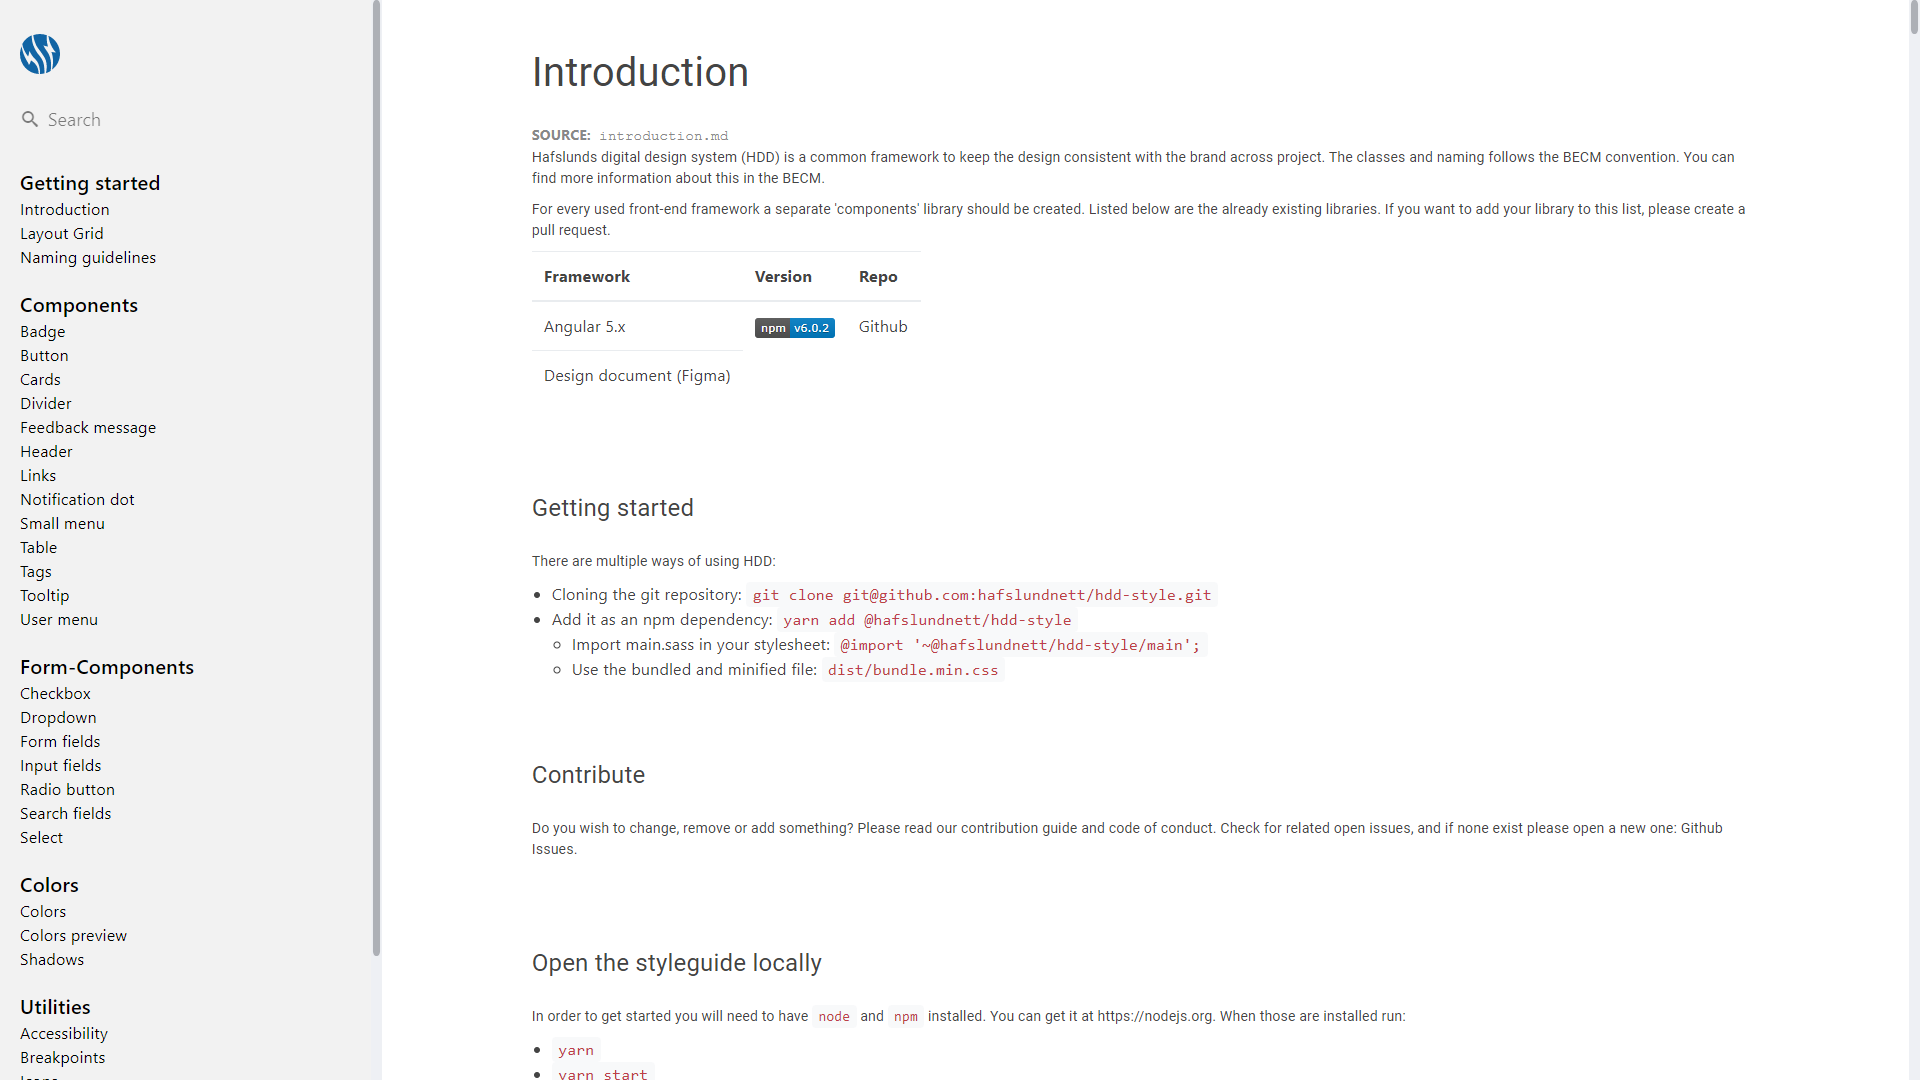 Search
Getting started
Introduction
Layout Grid
Naming guidelines
Components
Badge
Button
Cards
Divider
Feedback message
Header
Links
Notification dot
Small menu
Table
Tags
Tooltip
User menu
Form-Components
Checkbox
Dropdown
Form fields
Input fields
Radio button
Search fields
Select
Colors
Colors
Colors preview
Shadows
Utilities
Accessibility
Breakpoints
Introduction
SOURCE: introduction.md
Hafslunds digital design system (HDD) is a common framework to keep the design consistent with the brand across project. The classes and naming follows the BECM convention. You can
find more information about this in the BECM.
For every used front-end framework a separate 'components' library should be created. Listed below are the already existing libraries. If you want to add your library to this list, please create a
pull request.
Framework Version Repo
Angular 5.x npm v6.0.2 Github
Design document (Figma)
Getting started
There are multiple ways of using HDD:
Cloning the git repository: git clone git@github.com:hafslundnett/hdd-style.git
Add it as an npm dependency: yarn add @hafslundnett/hdd-style
Import main.sass in your stylesheet: @import '~@hafslundnett/hdd-style/main';
Use the bundled and minified file: dist/bundle.min.css
Contribute
Do you wish to change, remove or add something? Please read our contribution guide and code of conduct. Check for related open issues, and if none exist please open a new one: Github
Issues.
Open the styleguide locally
In order to get started you will need to have node and npm installed. You can get it at https://nodejs.org. When those are installed run:
yarn
yarn start